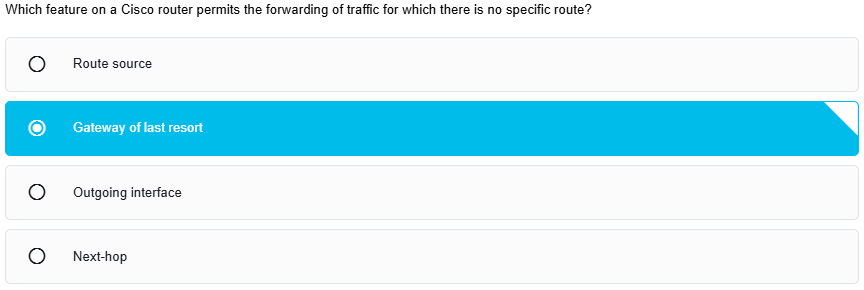 Which feature on a Cisco router permits the forwarding of traffic for which there is no specific route?
Route source
Gateway of last resort
Outgoing interface
Next-hop